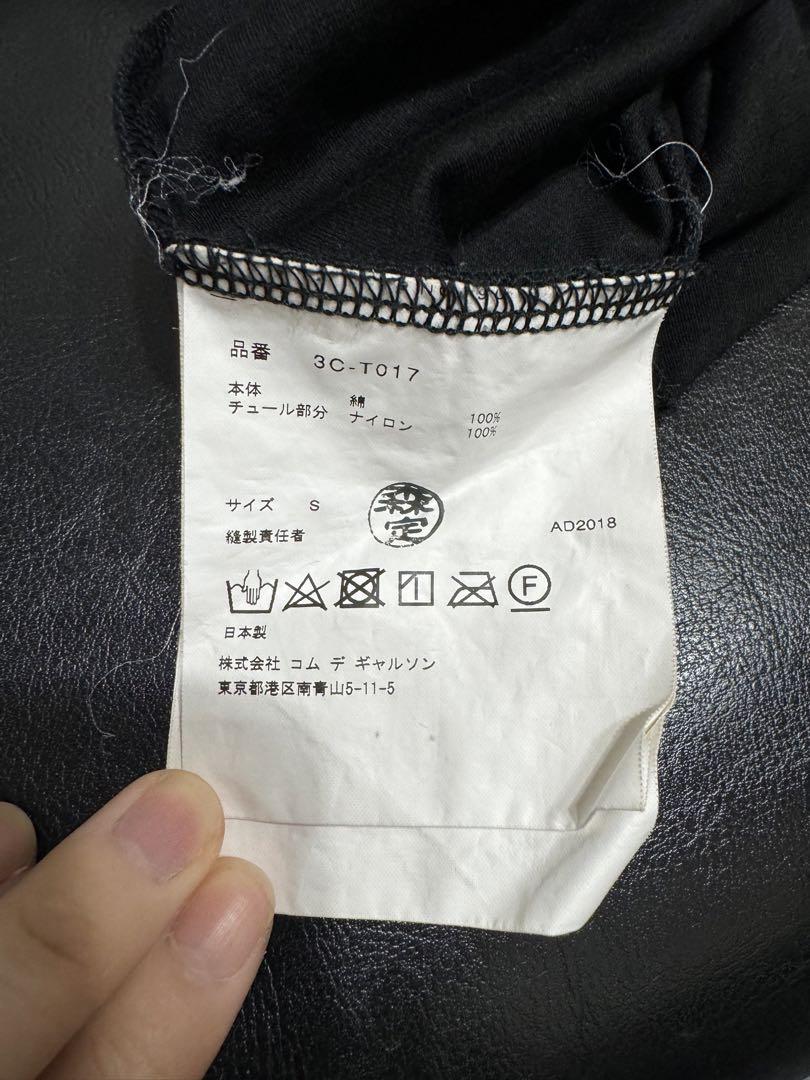 品番 3C-T017
本体 綿 100%
チュール部分 ナイロン 100%
サイズ S
縫製責任者 森定 AD2018
F
日本製
株式会社 コム デ ギャルソン
東京都港区南青山5-11-5